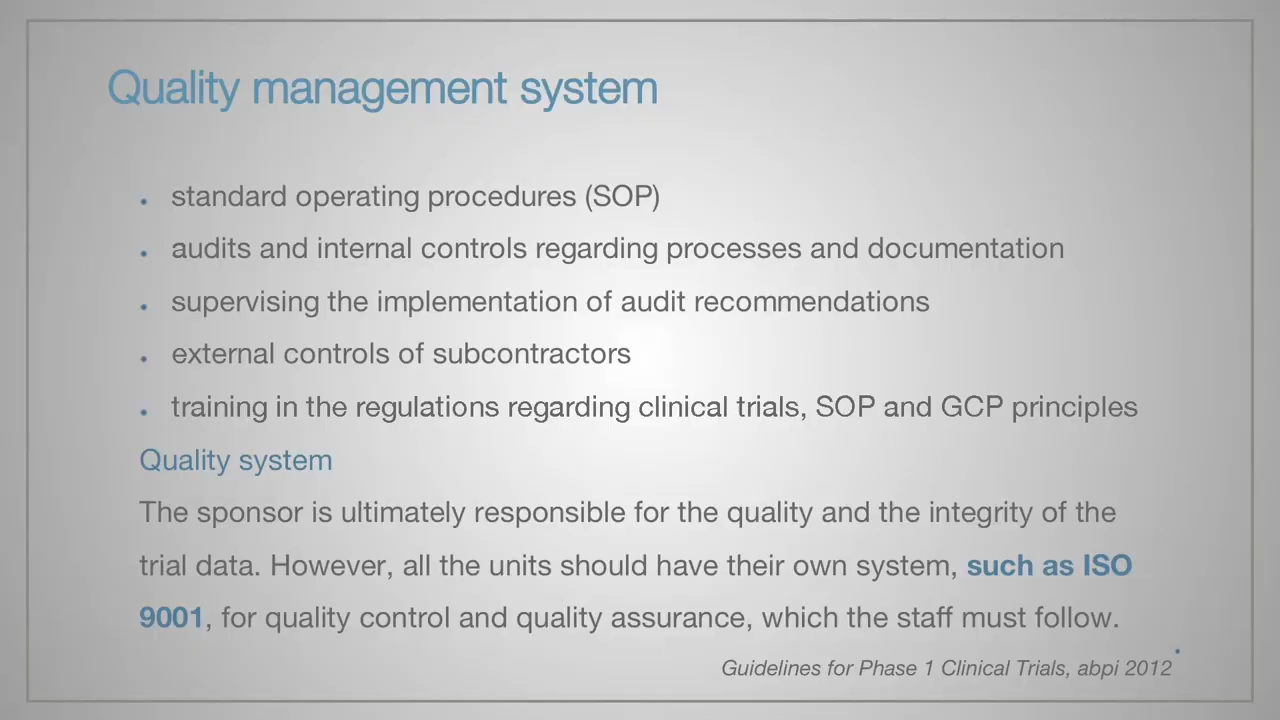 Quality management system
. standard operating procedures (SOP)
. audits and internal controls regarding processes and documentation
. supervising the implementation of audit recommendations
. external controls of subcontractors
. training in the regulations regarding clinical trials, SOP and GCP principles
Quality system
The sponsor is ultimately responsible for the quality and the integrity of the
trial data. However, all the units should have their own system, such as ISO
9001, for quality control and quality assurance, which the staff must follow.
Guidelines for Phase 1 Clinical Trials, abpi 2012